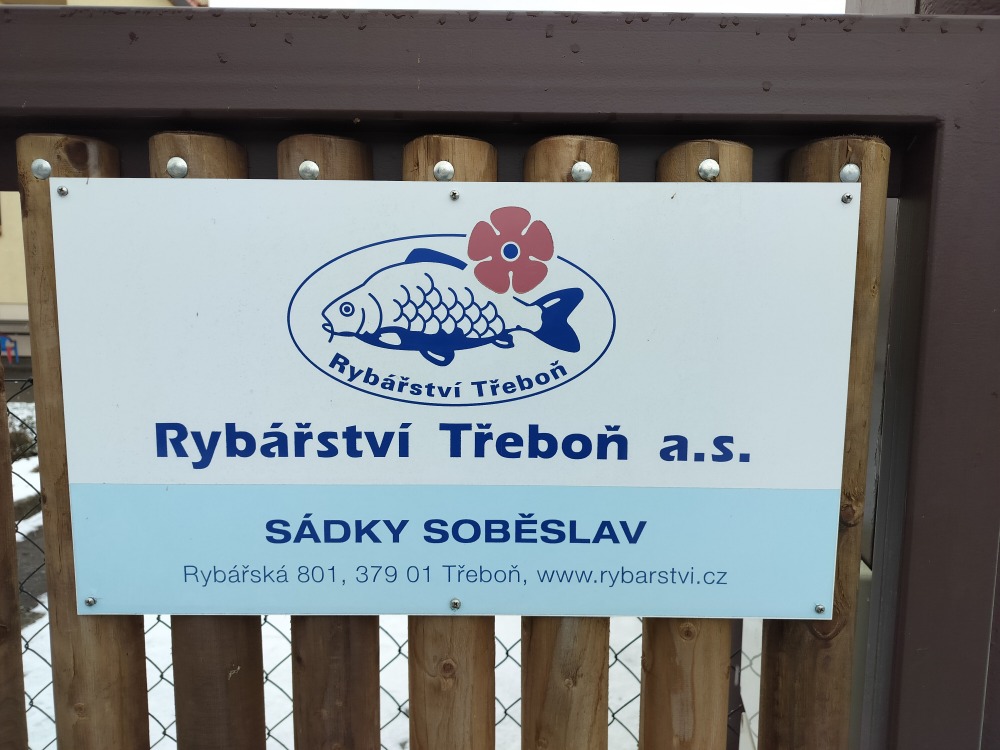 Rybářství Třeboň
Rybářství Třeboň a.s.
SÁDKY SOBĚSLAV
Rybářská 801, 379 01 Třeboň, www.rybarstvi.cz